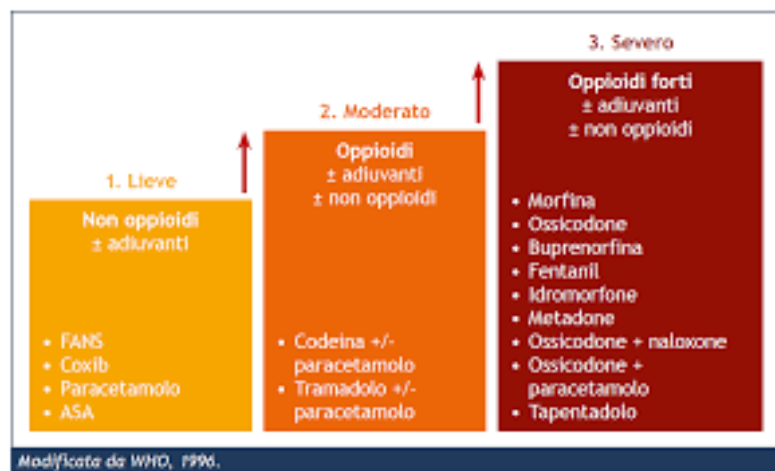 1. Lieve
Non oppioidi
± adiuvanti
• FANS
• Coxib
• Paracetamolo
• ASA
2. Moderato
Oppioidi
± adiuvanti
± non oppioidi
• Codeina +/-
paracetamolo
• Tramadolo +/-
paracetamolo
3. Severo
Oppioidi forti
± adiuvanti
± non oppioidi
• Morfina
• Ossicodone
• Buprenorfina
• Fentanil
• Idromorfone
• Metadone
• Ossicodone + naloxone
• Ossicodone +
paracetamolo
• Tapentadolo
Modificata da WHO, 1996.